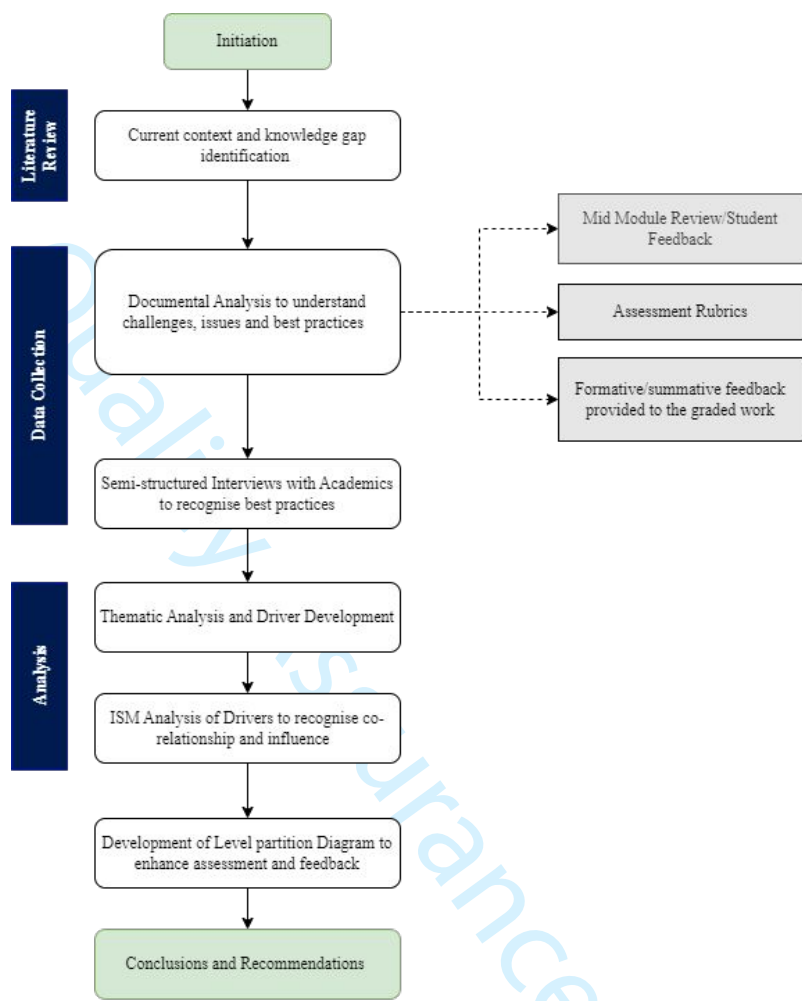 Initiation
Literature
Review
Current context and knowledge gap
identification
Mid Module Review/Student
Feedback
Data Collection
Documental Analysis to understand
challenges, issues and best practices
Assessment Rubrics
Formative/summative feedback
provided to the graded work
Semi-structured Interviews with Academics
to recognise best practices
Analysis
Thematic Analysis and Driver Development
ISM Analysis of Drivers to recognise co-
relationship and influence
Development of Level partition Diagram to
enhance assessment and feedback
Conclusions and Recommendations
Quality Assurance